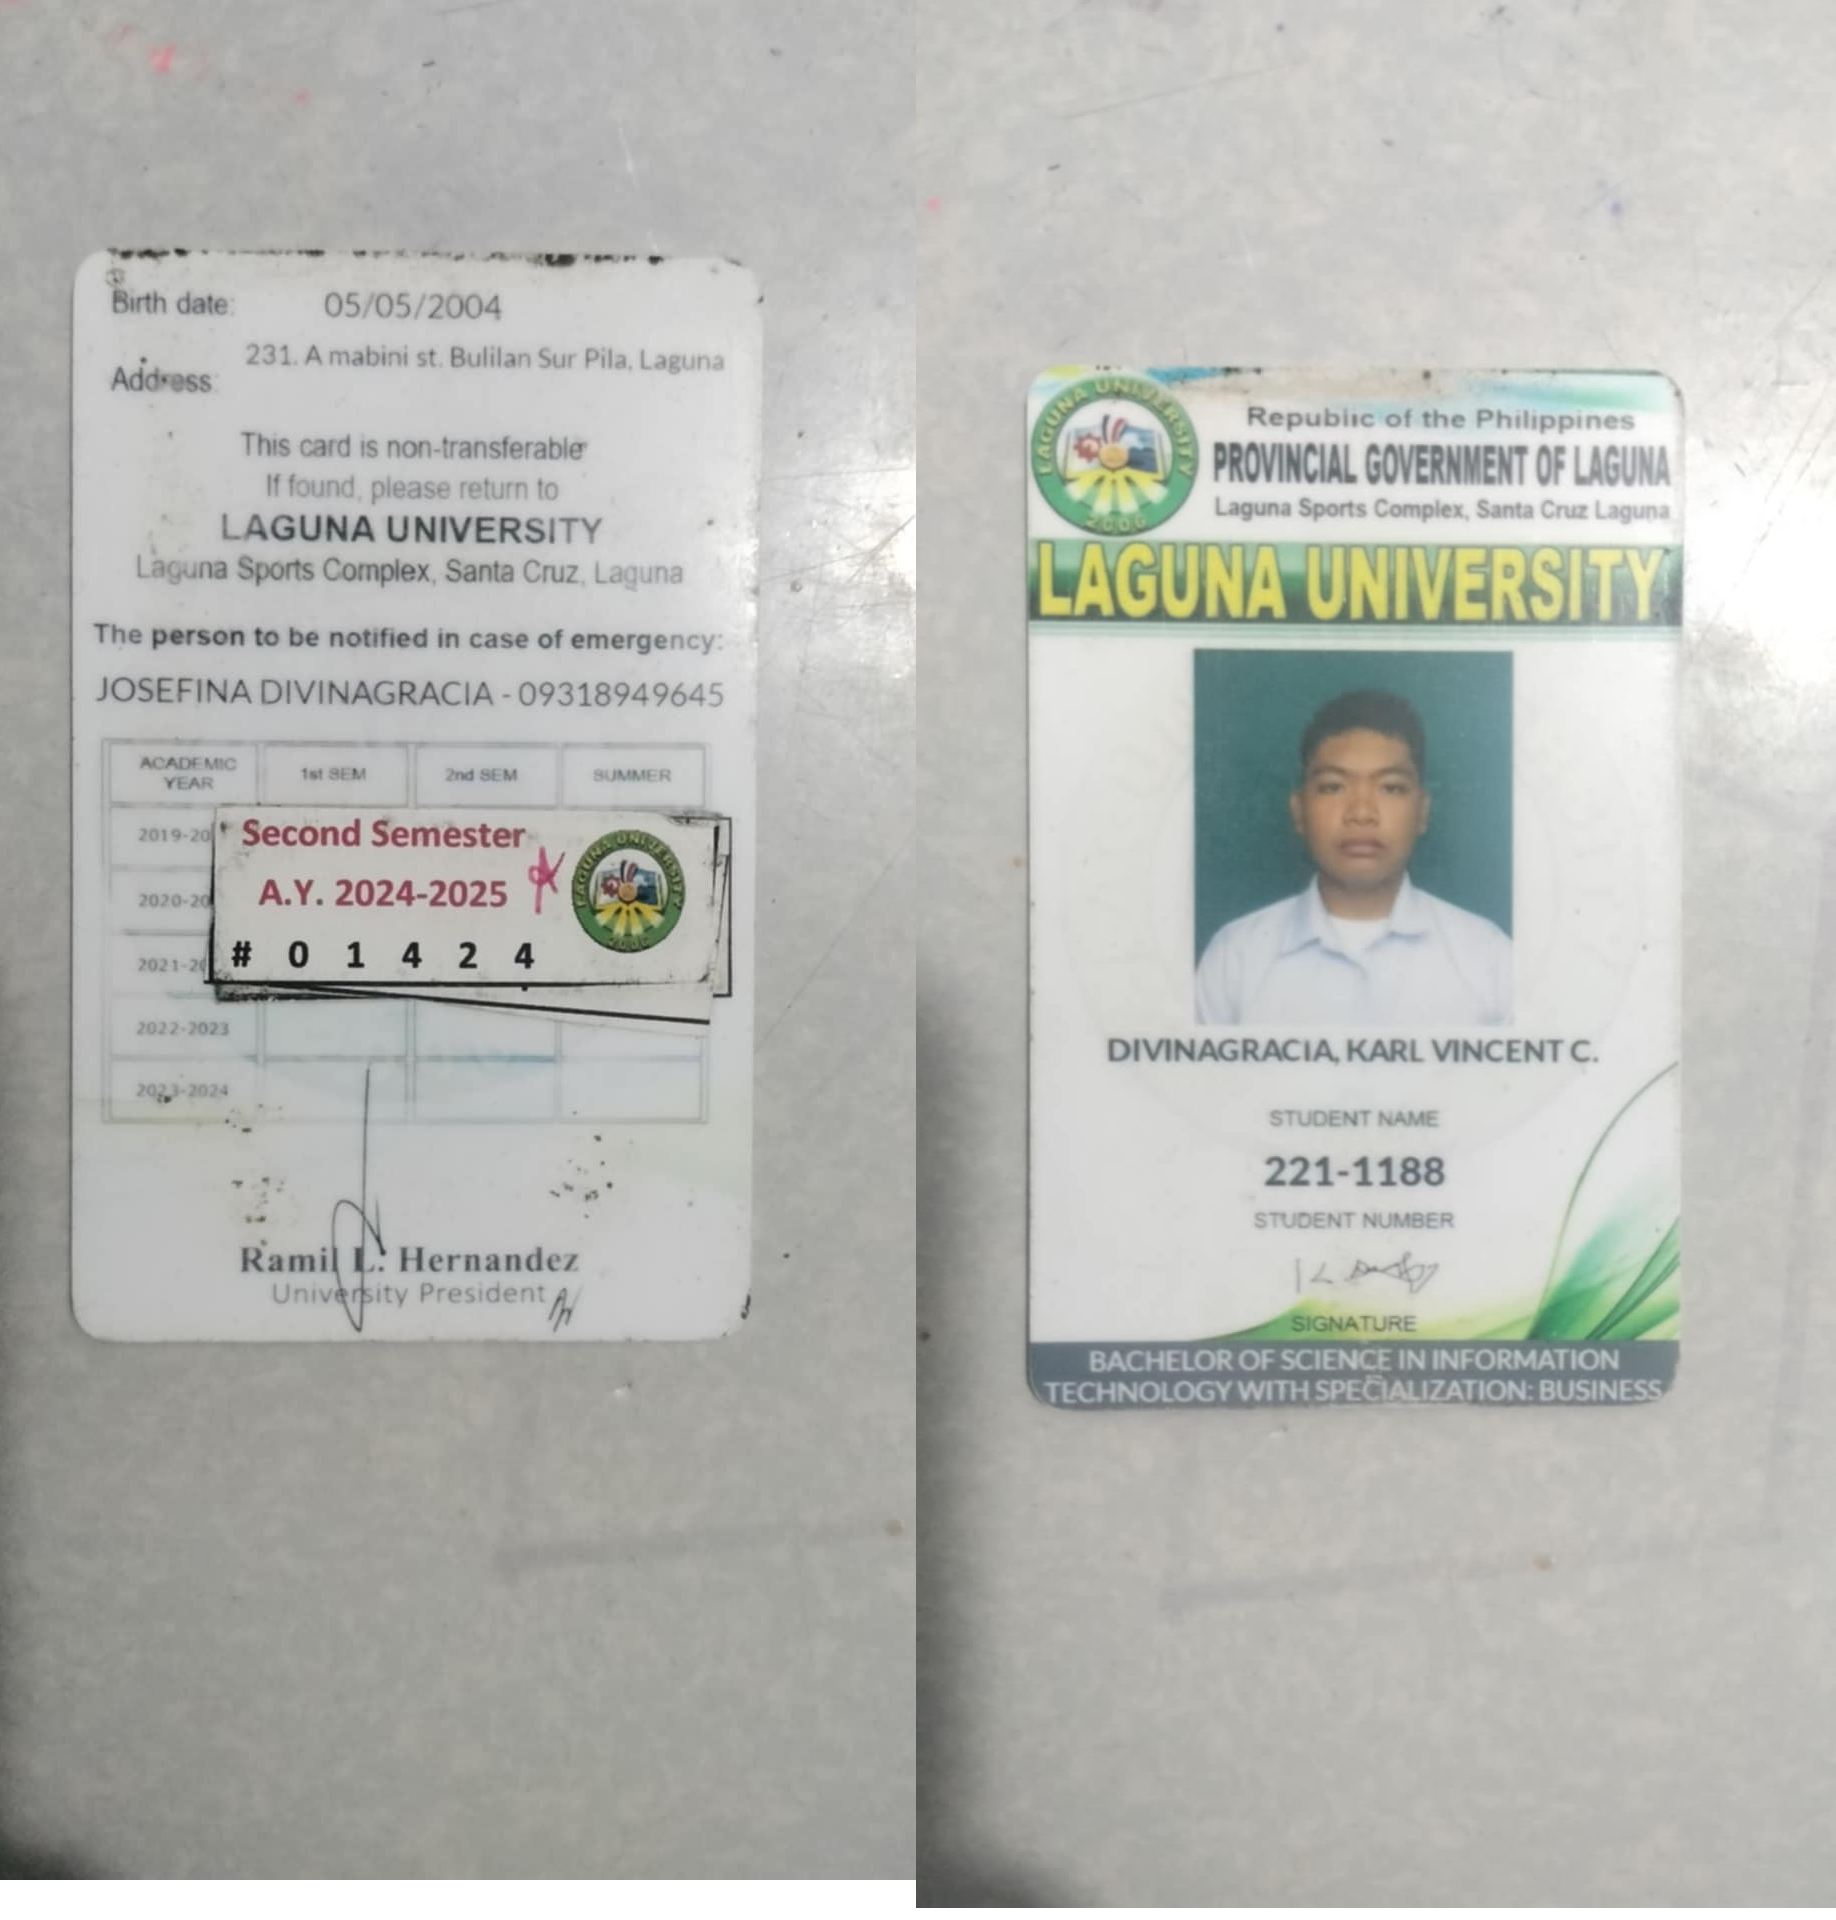 Birth date: 05/05/2004
Address: 231. A mabini st. Bulilan Sur Pila, Laguna
This card is non-transferable
If found, please return to
LAGUNA UNIVERSITY
Laguna Sports Complex, Santa Cruz, Laguna
The person to be notified in case of emergency:
JOSEFINA DIVINAGRACIA - 09318949645
ACADEMIC YEAR 1st SEM 2nd SEM SUMMER
2019-20
2020-20
2021-20
2022-2023
2023-2024
Second Semester
A.Y. 2024-2025
# 0 1 4 2 4
LAGUNA UNIVERSITY
2006
Ramil L. Hernandez
University President
LAGUNA UNIVERSITY
2006
Republic of the Philippines
PROVINCIAL GOVERNMENT OF LAGUNA
Laguna Sports Complex, Santa Cruz Laguna
LAGUNA UNIVERSITY
DIVINAGRACIA, KARL VINCENT C.
STUDENT NAME
221-1188
STUDENT NUMBER
SIGNATURE
BACHELOR OF SCIENCE IN INFORMATION
TECHNOLOGY WITH SPECIALIZATION: BUSINESS